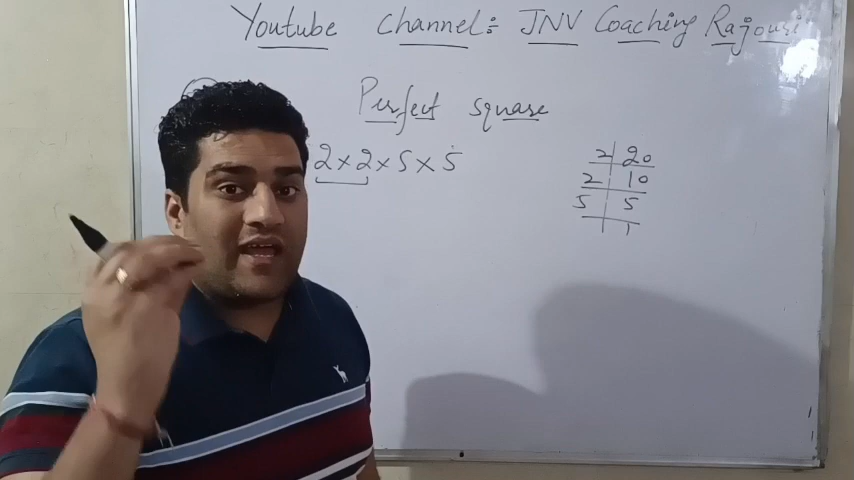 Youtube channel:- JNV Coaching Rajouri
Perfect square
2 × 2 × 5 × 5
2 | 20
2 | 10
5 | 5
| 1